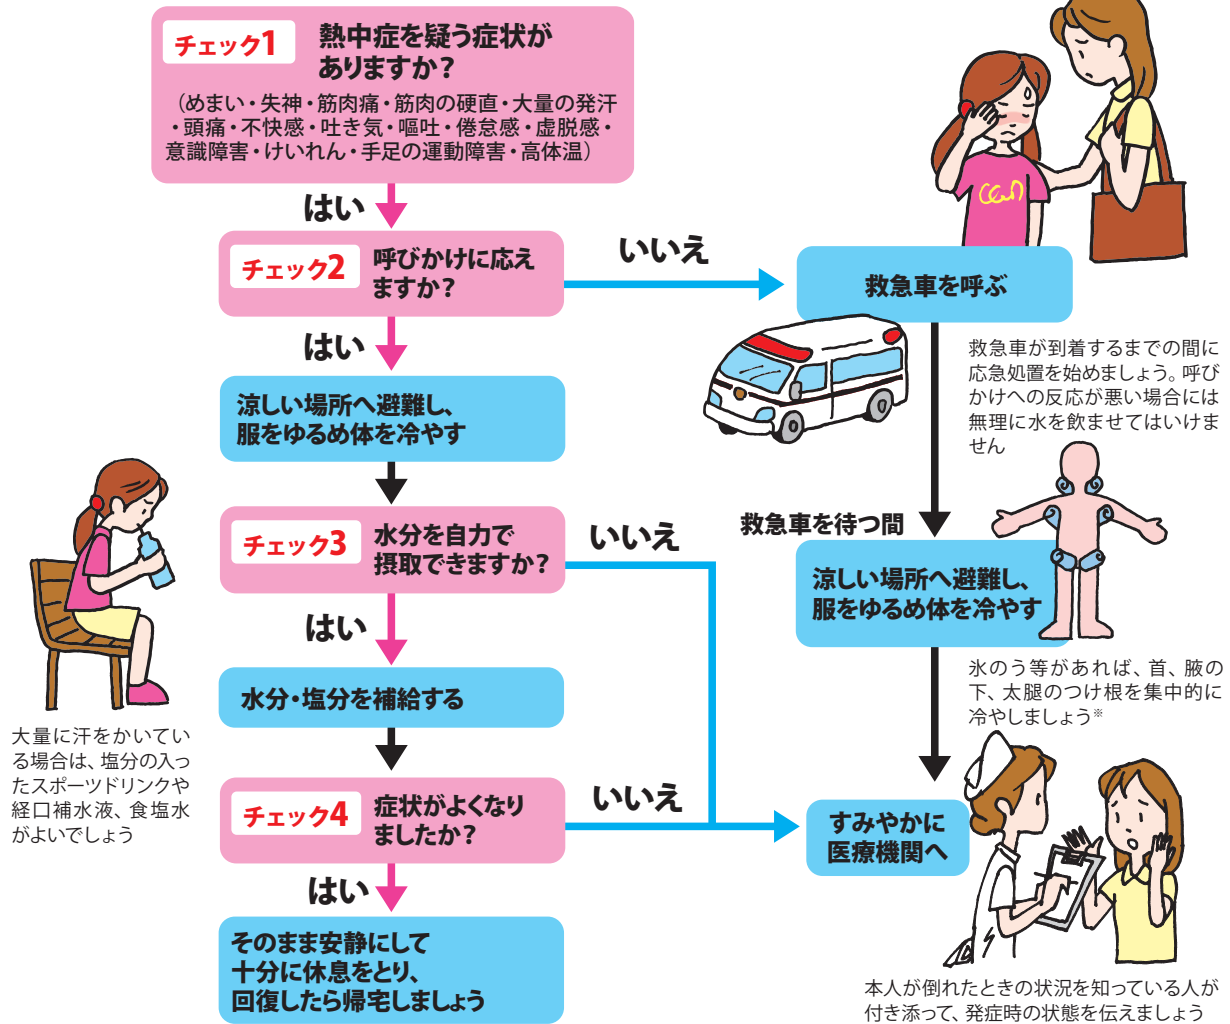 チェック1
熱中症を疑う症状が
ありますか？
（めまい・失神・筋肉痛・筋肉の硬直・大量の発汗
・頭痛・不快感・吐き気・嘔吐・倦怠感・虚脱感・
意識障害・けいれん・手足の運動障害・高体温）
はい
チェック2
呼びかけに応え
ますか？
いいえ
救急車を呼ぶ
救急車が到着するまでの間に
応急処置を始めましょう。呼び
かけへの反応が悪い場合には
無理に水を飲ませてはいけま
せん
はい
涼しい場所へ避難し、
服をゆるめ体を冷やす
救急車を待つ間
涼しい場所へ避難し、
服をゆるめ体を冷やす
氷のう等があれば、首、腋の
下、太腿のつけ根を集中的に
冷やしましょう※
チェック3
水分を自力で
摂取できますか？
いいえ
はい
水分・塩分を補給する
大量に汗をかいてい
る場合は、塩分の入っ
たスポーツドリンクや
経口補水液、食塩水
がよいでしょう
チェック4
症状がよくなり
ましたか？
いいえ
すみやかに
医療機関へ
はい
そのまま安静にして
十分に休息をとり、
回復したら帰宅しましょう
本人が倒れたときの状況を知っている人が
付き添って、発症時の状態を伝えましょう